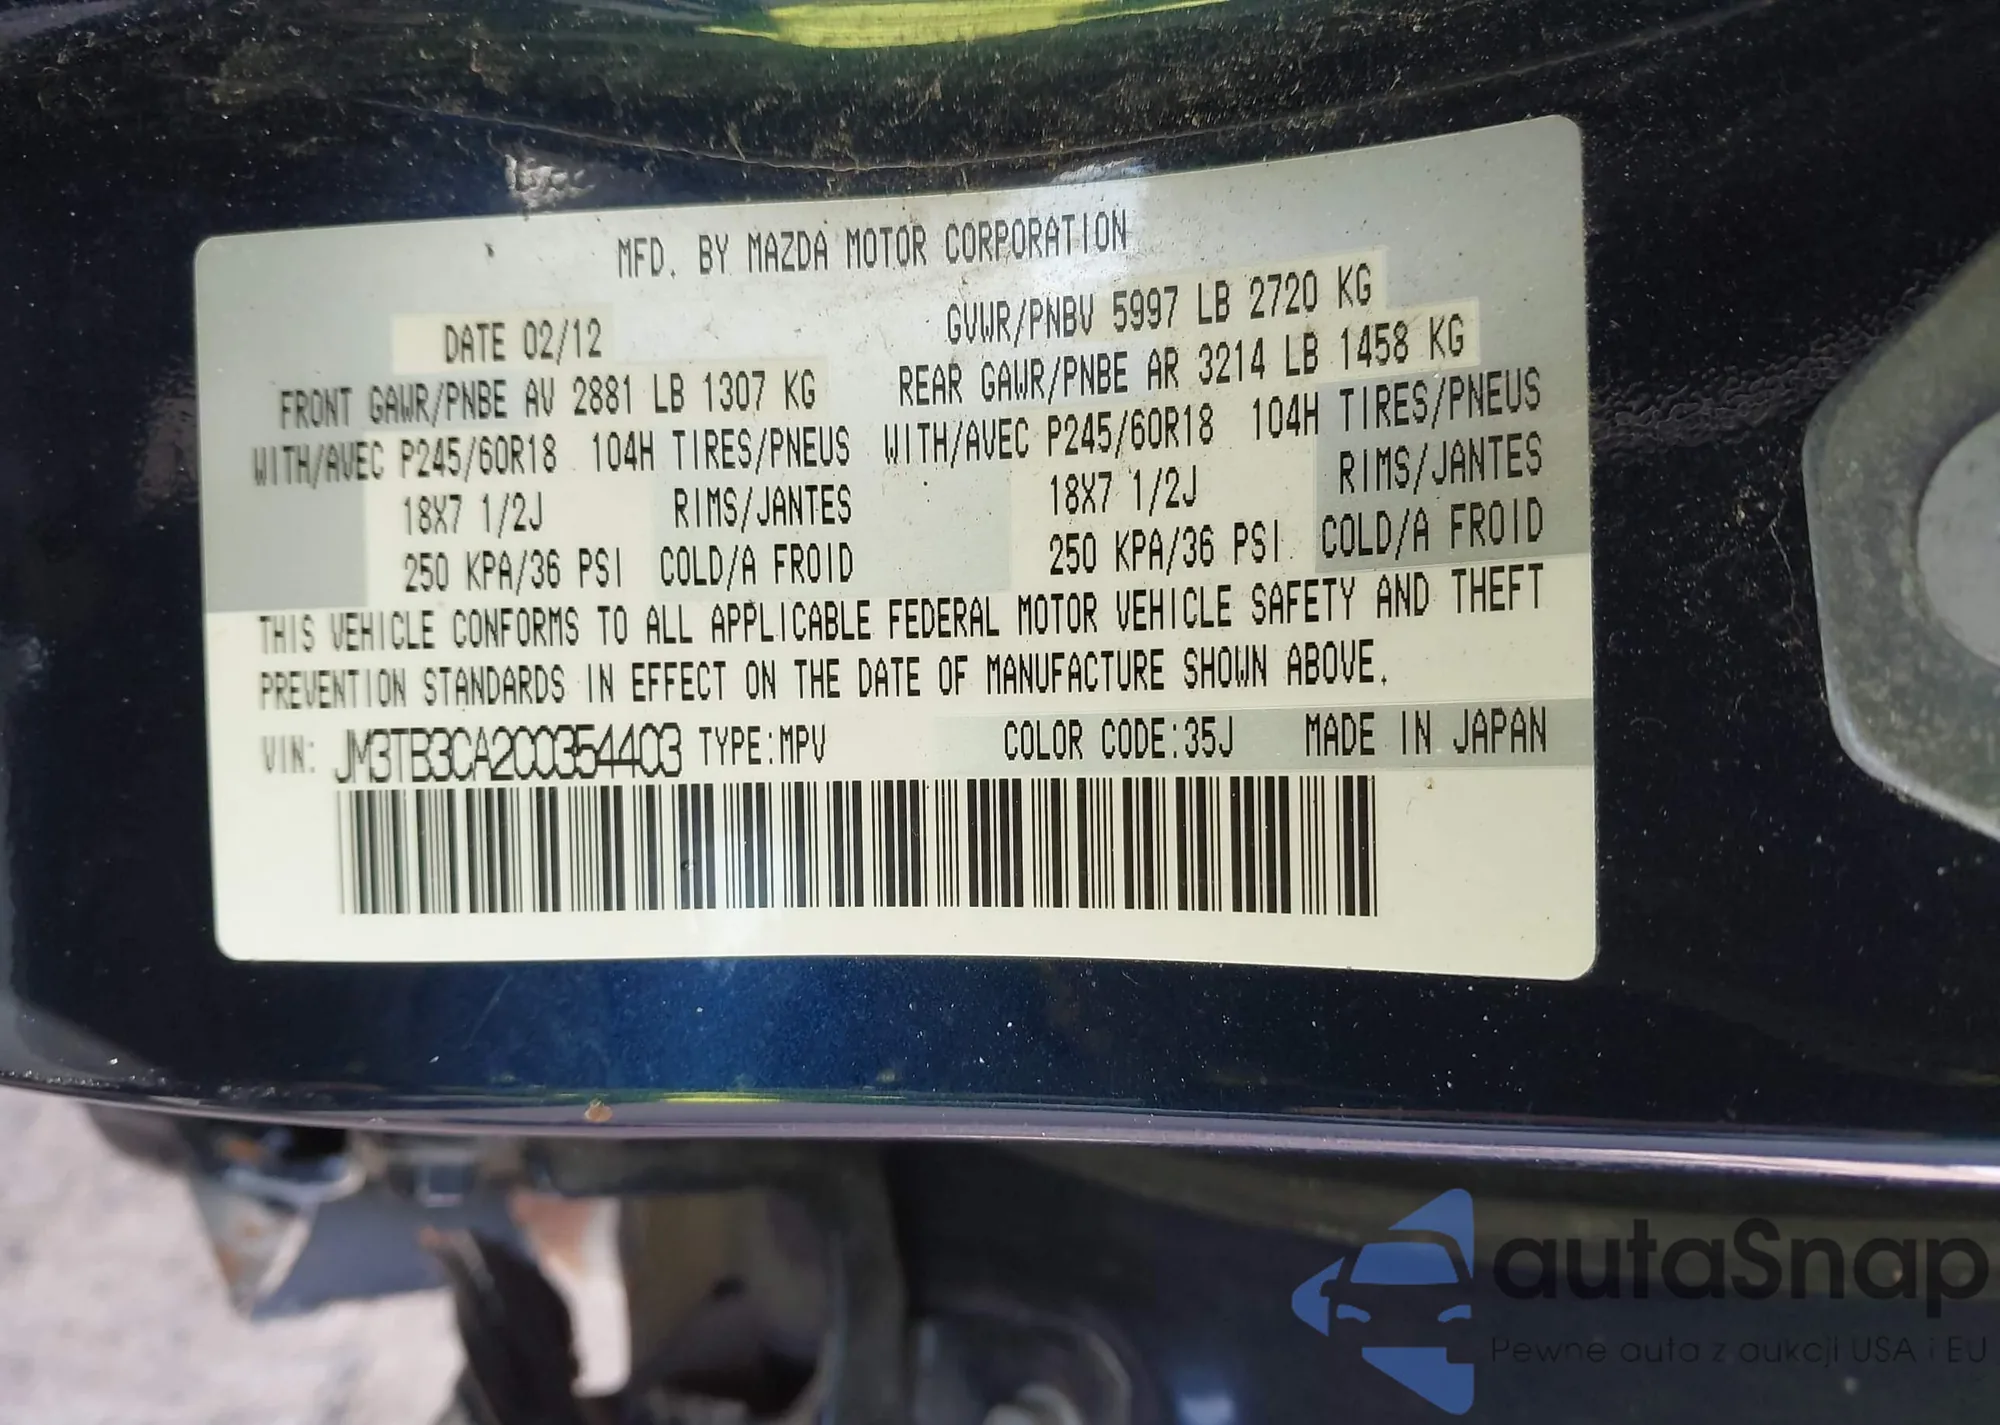 MFD. BY MAZDA MOTOR CORPORATION
DATE 02/12 GVWR/PNBV 5997 LB 2720 KG
FRONT GAWR/PNBE AV 2881 LB 1307 KG REAR GAWR/PNBE AR 3214 LB 1458 KG
WITH/AVEC P245/60R18 104H TIRES/PNEUS WITH/AVEC P245/60R18 104H TIRES/PNEUS
18X7 1/2J RIMS/JANTES 18X7 1/2J RIMS/JANTES
250 KPA/36 PSI COLD/A FROID 250 KPA/36 PSI COLD/A FROID
THIS VEHICLE CONFORMS TO ALL APPLICABLE FEDERAL MOTOR VEHICLE SAFETY AND THEFT
PREVENTION STANDARDS IN EFFECT ON THE DATE OF MANUFACTURE SHOWN ABOVE.
VIN: JM3TB3CA2C0354403 TYPE:MPV COLOR CODE:35J MADE IN JAPAN
autaSnap
Pewne auta z aukcji USA i EU